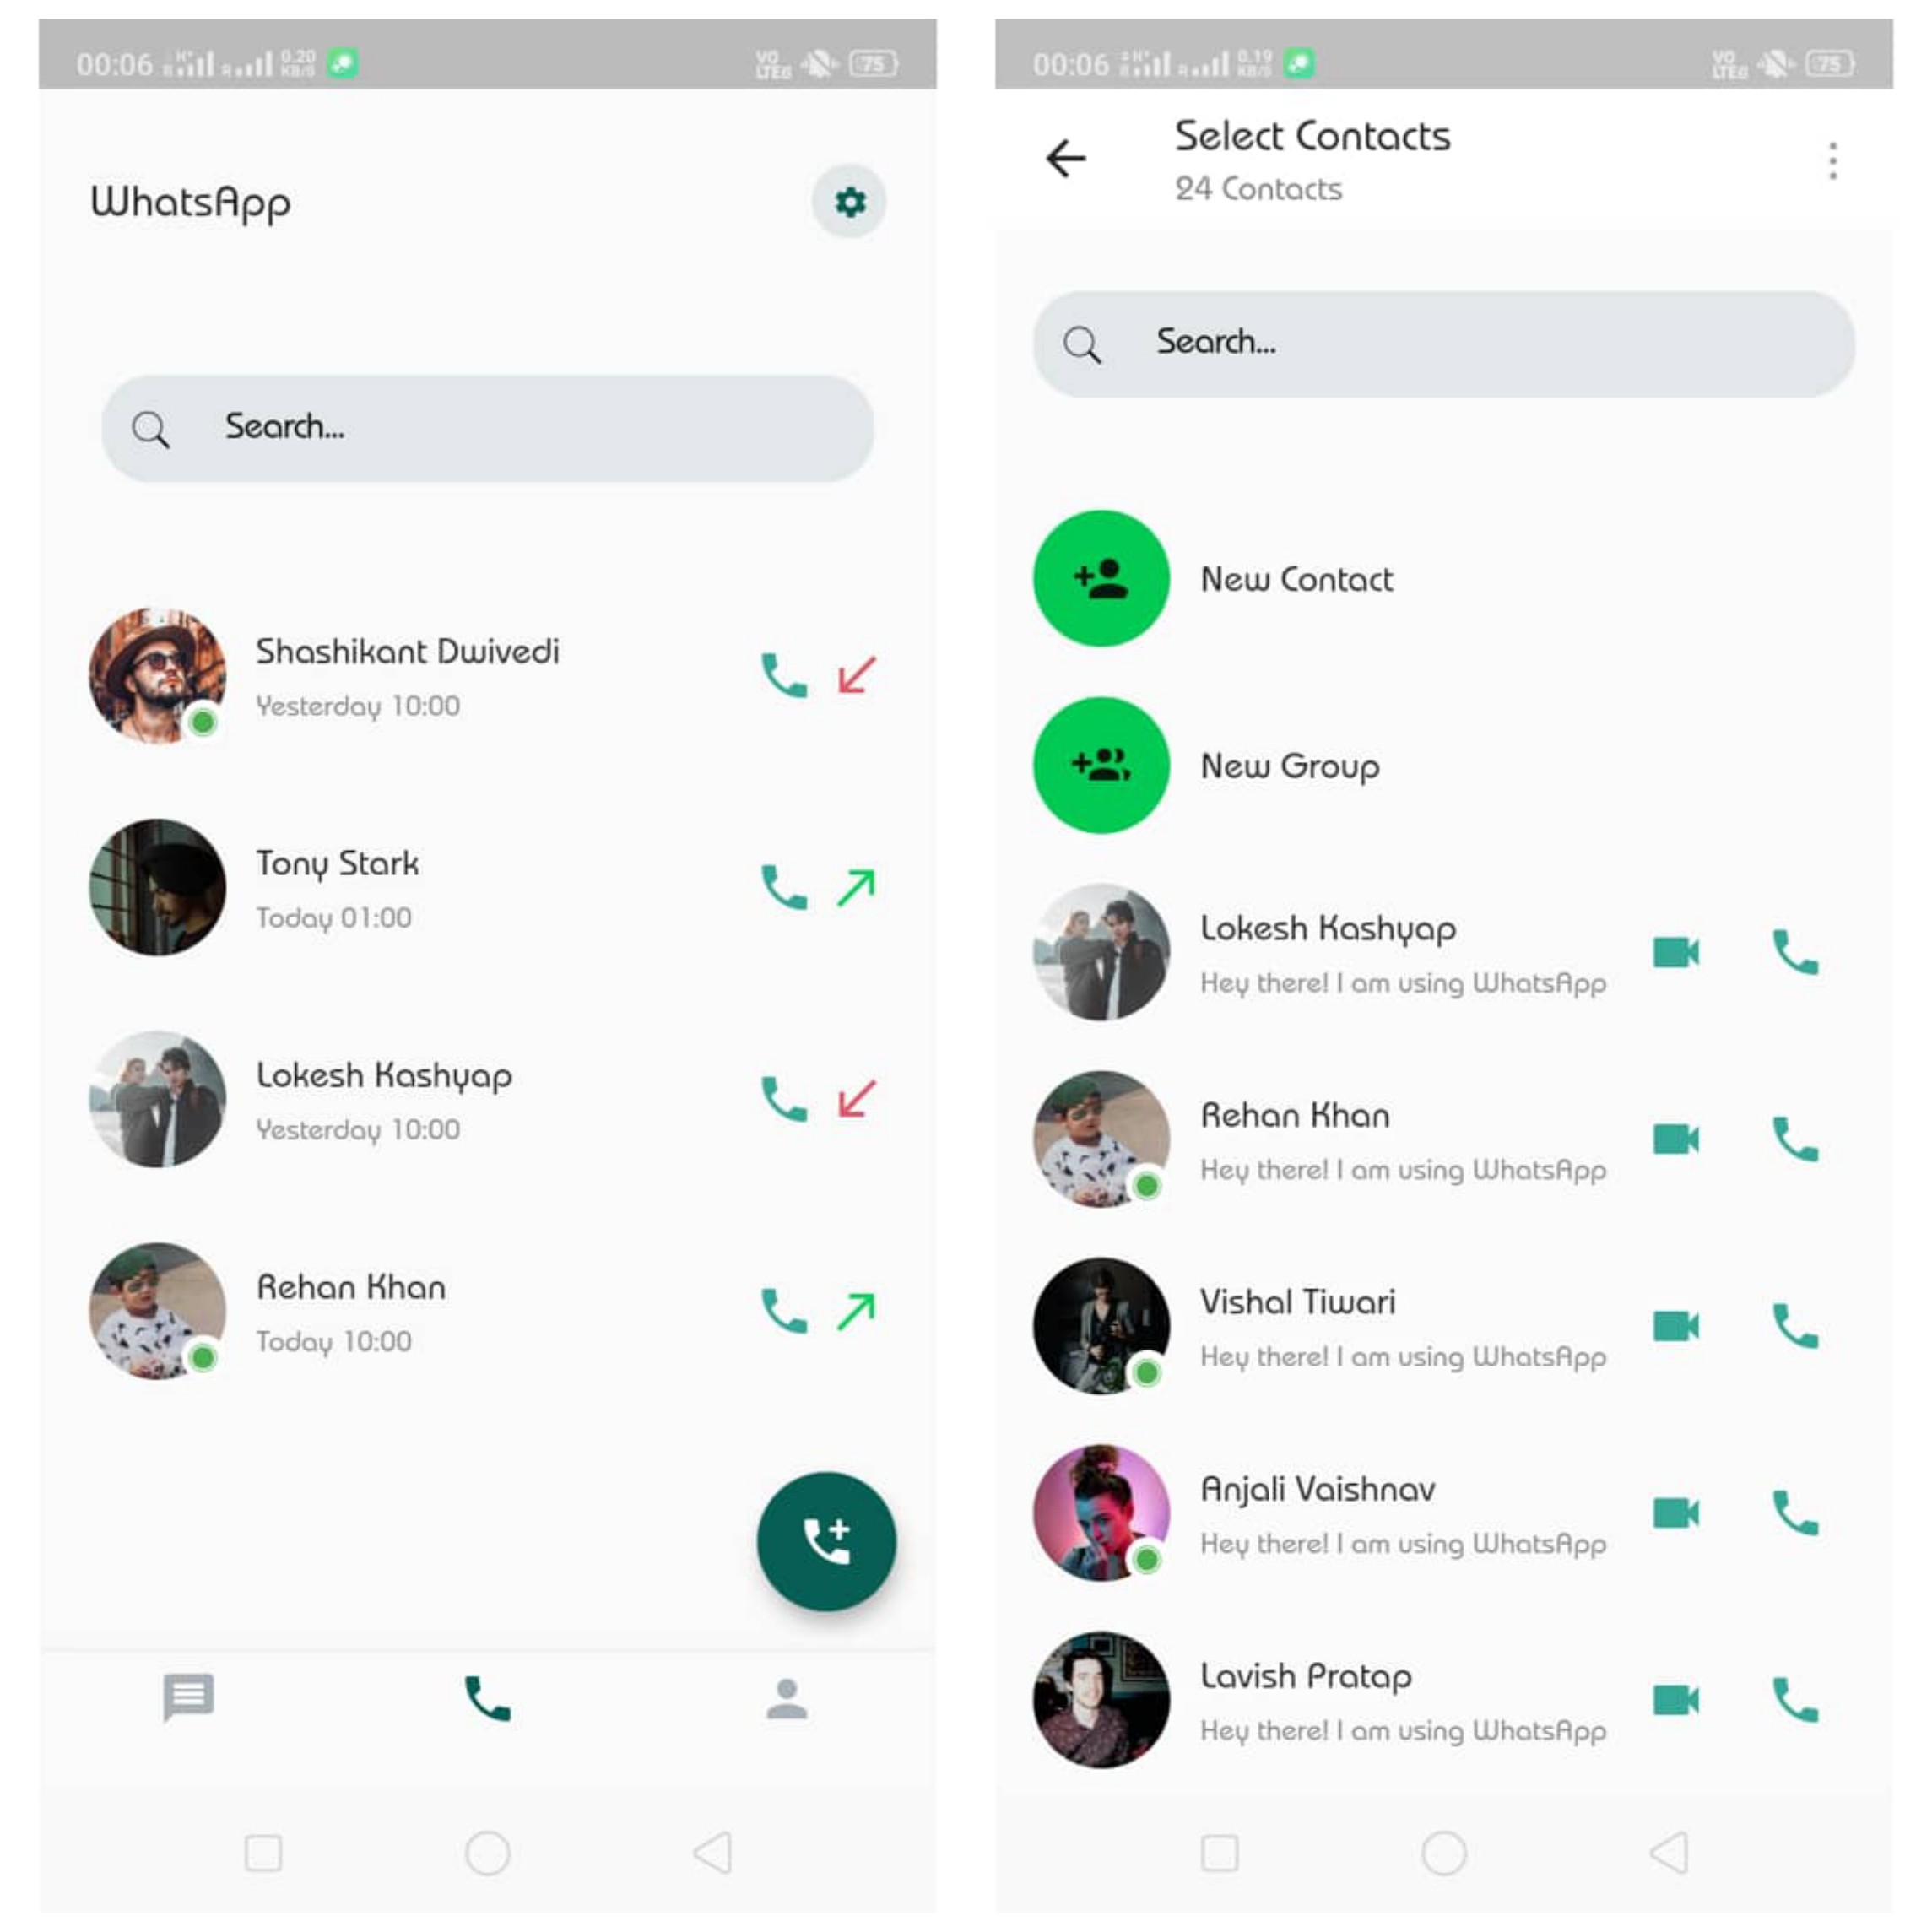 00:06 0.20 KB/S VO LTE 75
WhatsApp
Search...
Shashikant Dwivedi
Yesterday 10:00
Tony Stark
Today 01:00
Lokesh Kashyap
Yesterday 10:00
Rehan Khan
Today 10:00
00:06 0.19 KB/S VO LTE 75
Select Contacts
24 Contacts
Search...
New Contact
New Group
Lokesh Kashyap
Hey there! I am using WhatsApp
Rehan Khan
Hey there! I am using WhatsApp
Vishal Tiwari
Hey there! I am using WhatsApp
Anjali Vaishnav
Hey there! I am using WhatsApp
Lavish Pratap
Hey there! I am using WhatsApp